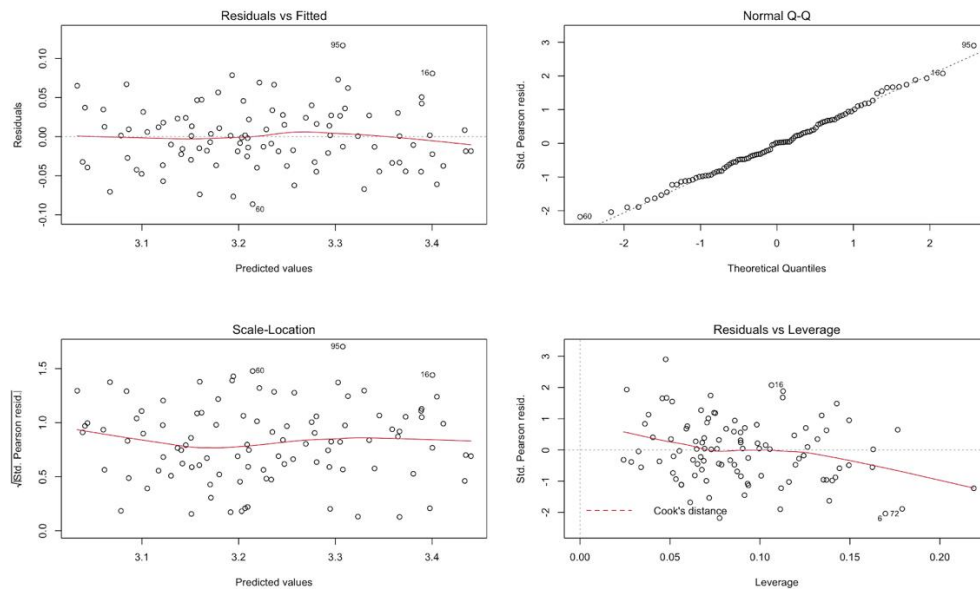 Residuals vs Fitted
Residuals
0.10
0.05
0.00
-0.05
-0.10
95
16
60
3.1 3.2 3.3 3.4
Predicted values
Normal Q-Q
Std. Pearson resid.
3
2
1
0
-1
-2
95
16
60
-2 -1 0 1 2
Theoretical Quantiles
Scale-Location
√|Std. Pearson resid.|
1.5
1.0
0.5
0.0
95
60
16
3.1 3.2 3.3 3.4
Predicted values
Residuals vs Leverage
Std. Pearson resid.
3
2
1
0
-1
-2
16
Cook's distance
6
72
0.00 0.05 0.10 0.15 0.20
Leverage